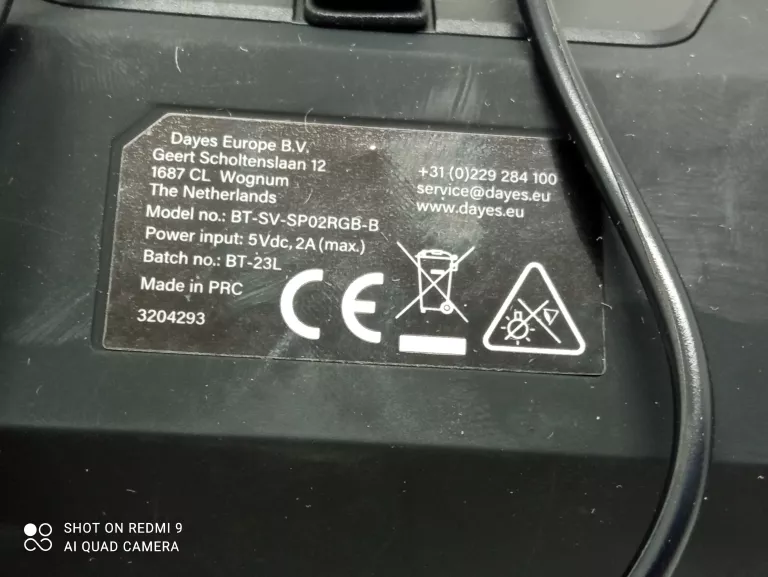 Dayes Europe B.V.
Geert Scholtenslaan 12
1687 CL Wognum
The Netherlands
Model no.: BT-SV-SP02RGB-B
Power input: 5Vdc, 2A (max.)
Batch no.: BT-23L
Made in PRC
3204293
+31 (0)229 284 100
service@dayes.eu
www.dayes.eu
CE
SHOT ON REDMI 9
AI QUAD CAMERA